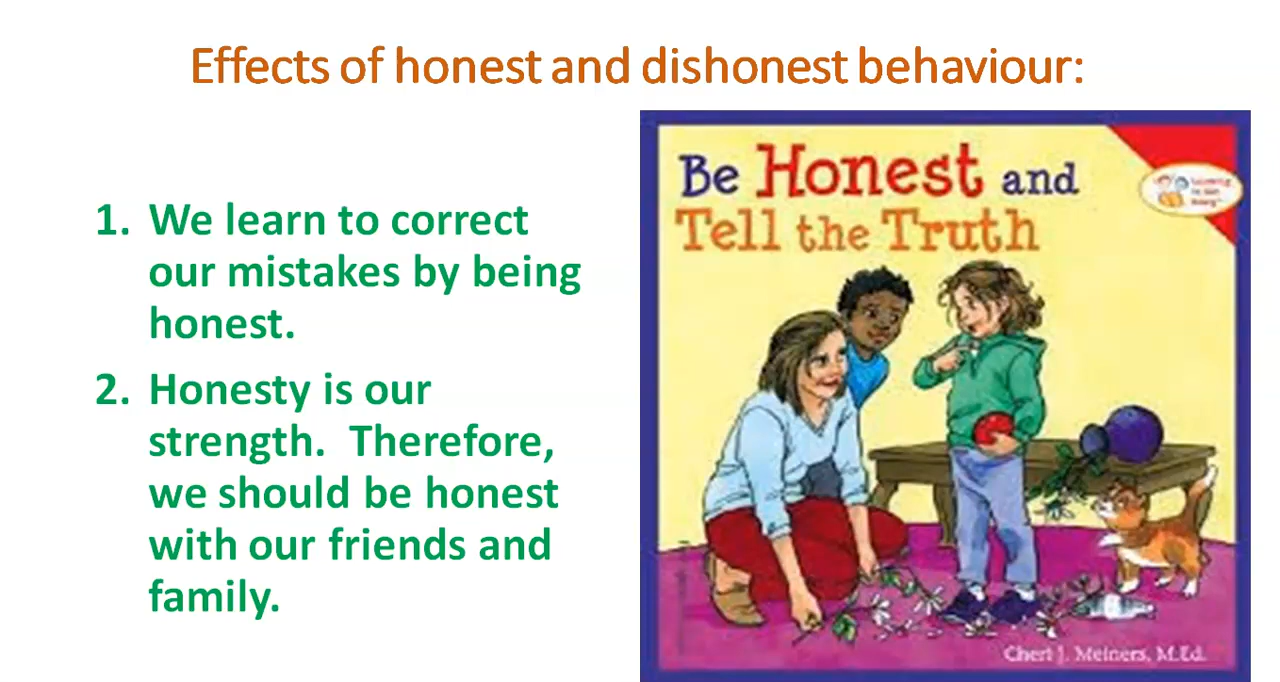 Effects of honest and dishonest behaviour:
1. We learn to correct
our mistakes by being
honest.
2. Honesty is our
strength.  Therefore,
we should be honest
with our friends and
family.
Be Honest and
Tell the Truth
Cheri J. Meiners, M.Ed.